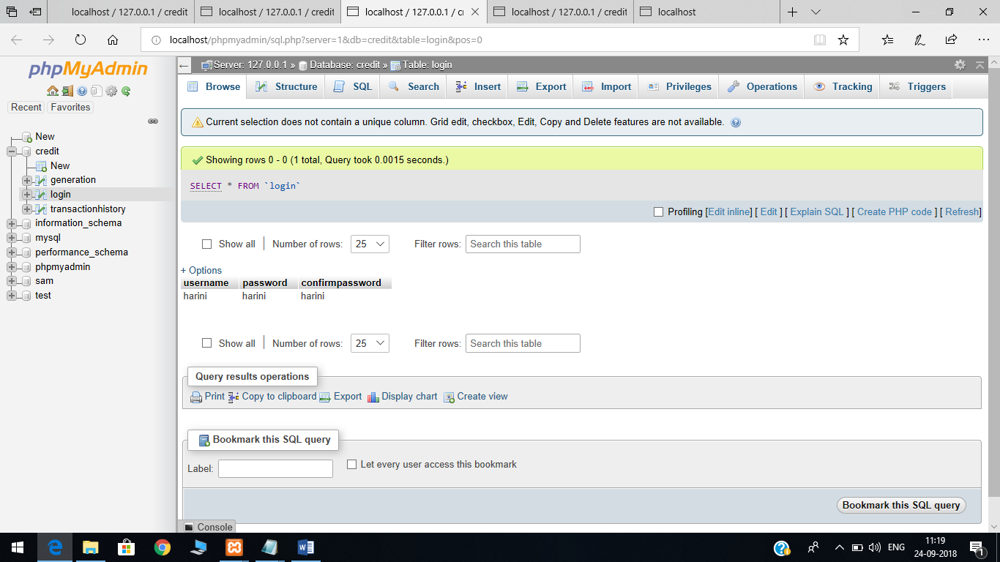 localhost / 127.0.0.1 / credit
localhost / 127.0.0.1 / credit
localhost / 127.0.0.1 / cr
localhost / 127.0.0.1 / credit
localhost
localhost/phpmyadmin/sql.php?server=1&db=credit&table=login&pos=0
phpMyAdmin
Recent Favorites
New
credit
New
generation
login
transactionhistory
information_schema
mysql
performance_schema
phpmyadmin
sam
test
Server: 127.0.0.1 » Database: credit » Table: login
Browse Structure SQL Search Insert Export Import Privileges Operations Tracking Triggers
Current selection does not contain a unique column. Grid edit, checkbox, Edit, Copy and Delete features are not available.
Showing rows 0 - 0 (1 total, Query took 0.0015 seconds.)
SELECT * FROM `login`
Profiling [Edit inline] [ Edit ] [ Explain SQL ] [ Create PHP code ] [ Refresh]
Show all | Number of rows: 25 Filter rows: Search this table
+ Options
username password confirmpassword
harini harini harini
Show all | Number of rows: 25 Filter rows: Search this table
Query results operations
Print Copy to clipboard Export Display chart Create view
Bookmark this SQL query
Label: Let every user access this bookmark
Bookmark this SQL query
Console
ENG
11:19
24-09-2018
1